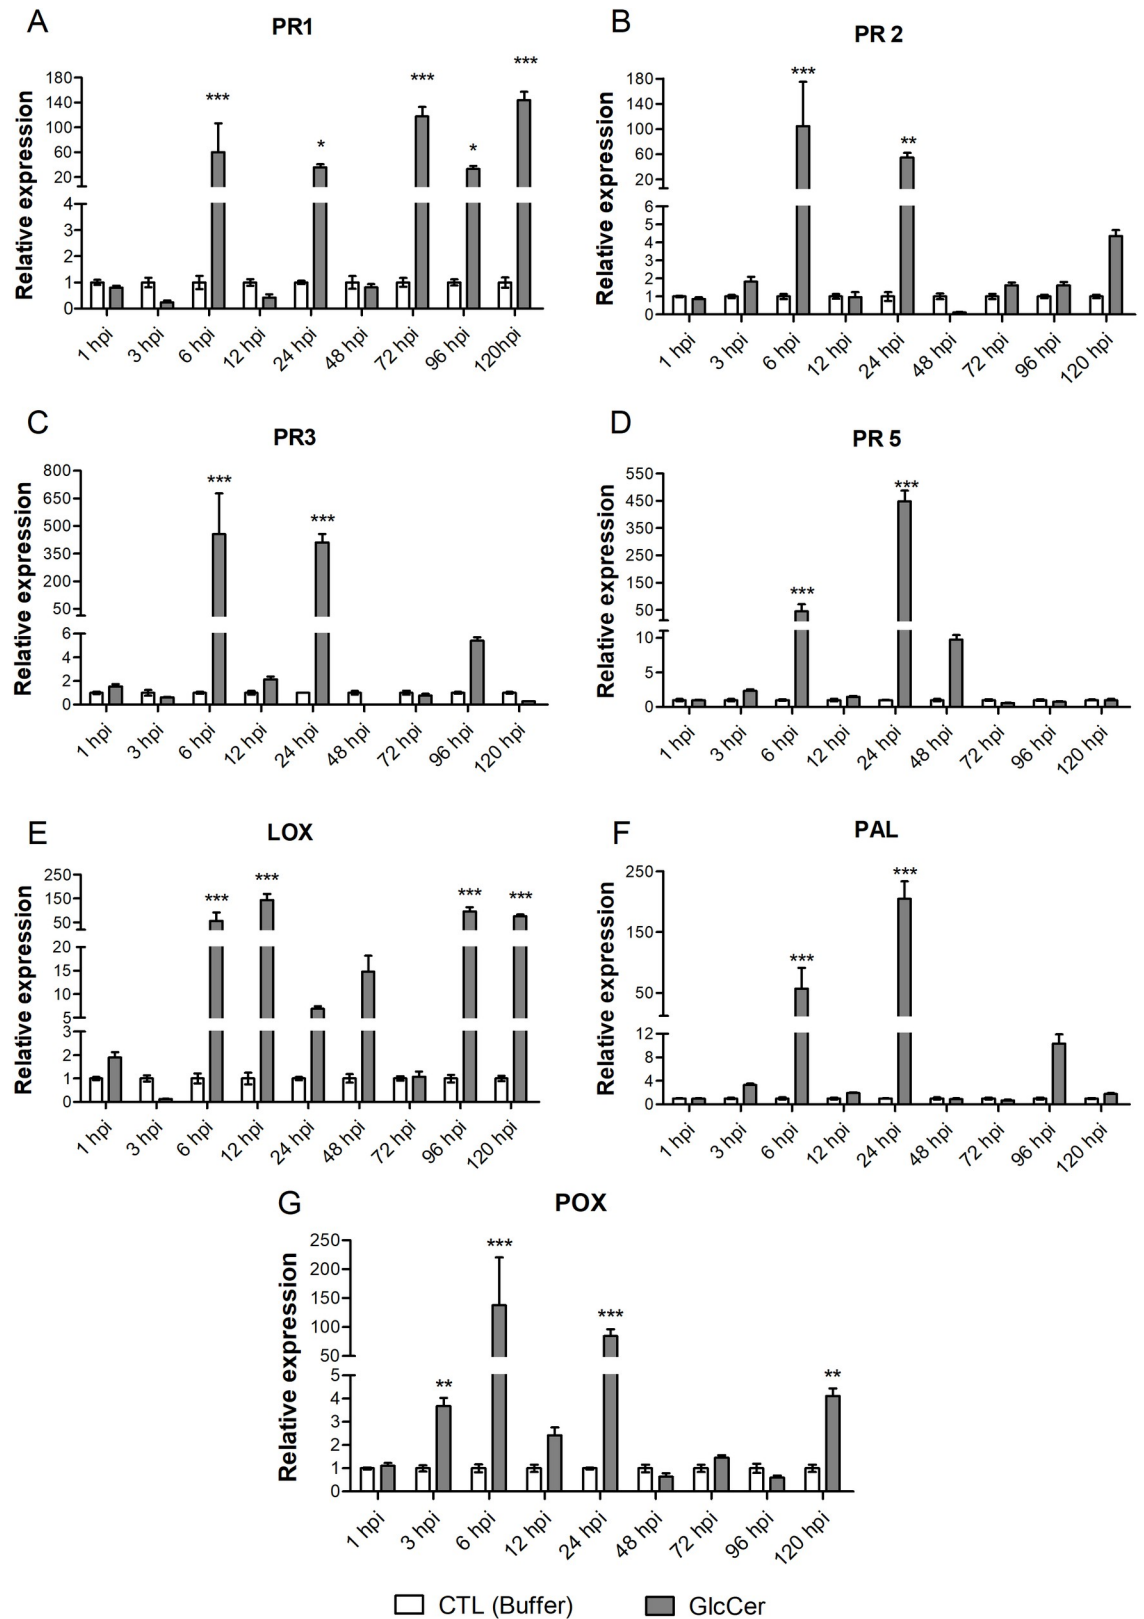 A
PR1
Relative expression
180
140
100
60
20
4
3
2
1
0
***
*
***
*
***
1 hpi
3 hpi
6 hpi
12 hpi
24 hpi
48 hpi
72 hpi
96 hpi
120hpi
B
PR 2
Relative expression
180
140
100
60
20
6
5
4
3
2
1
0
***
**
1 hpi
3 hpi
6 hpi
12 hpi
24 hpi
48 hpi
72 hpi
96 hpi
120 hpi
C
PR3
Relative expression
800
650
500
350
200
50
6
4
2
0
***
***
1 hpi
3 hpi
6 hpi
12 hpi
24 hpi
48 hpi
72 hpi
96 hpi
120 hpi
D
PR 5
Relative expression
550
450
350
250
150
50
10
5
0
***
***
1 hpi
3 hpi
6 hpi
12 hpi
24 hpi
48 hpi
72 hpi
96 hpi
120 hpi
E
LOX
Relative expression
250
150
50
20
15
10
5
3
2
1
0
***
***
***
***
1 hpi
3 hpi
6 hpi
12 hpi
24 hpi
48 hpi
72 hpi
96 hpi
120 hpi
F
PAL
Relative expression
250
150
50
12
8
4
0
***
***
1 hpi
3 hpi
6 hpi
12 hpi
24 hpi
48 hpi
72 hpi
96 hpi
120 hpi
G
POX
Relative expression
250
200
150
100
50
5
4
3
2
1
0
**
***
***
**
1 hpi
3 hpi
6 hpi
12 hpi
24 hpi
48 hpi
72 hpi
96 hpi
120 hpi
CTL (Buffer)
GlcCer